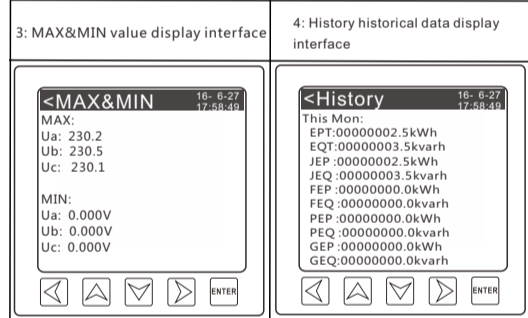 3: MAX&MIN value display interface
4: History historical data display
interface
<MAX&MIN
16- 6-27
17:58:49
MAX:
Ua: 230.2
Ub: 230.5
Uc: 230.1
MIN:
Ua: 0.000V
Ub: 0.000V
Uc: 0.000V
ENTER
<History
16- 6-27
17:58:49
This Mon:
EPT:00000002.5kWh
EQT:00000003.5kvarh
JEP :00000002.5kWh
JEQ :00000003.5kvarh
FEP :00000000.0kWh
FEQ :00000000.0kvarh
PEP :00000000.0kWh
PEQ :00000000.0kvarh
GEP :00000000.0kWh
GEQ:00000000.0kvarh
ENTER